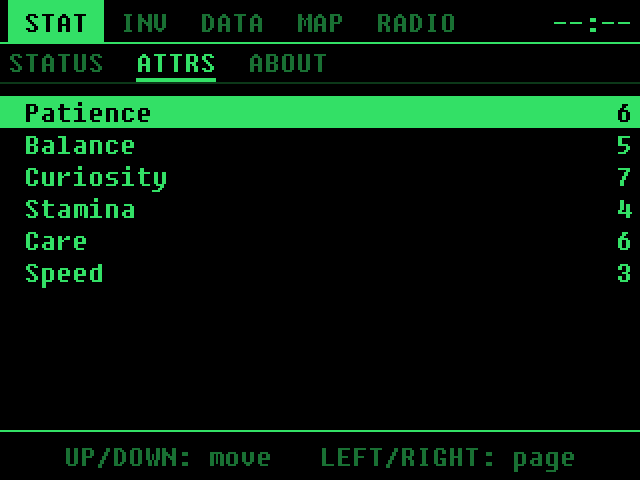 STAT INV DATA MAP RADIO --:--
STATUS ATTRS ABOUT
Patience 6
Balance 5
Curiosity 7
Stamina 4
Care 6
Speed 3
UP/DOWN: move LEFT/RIGHT: page